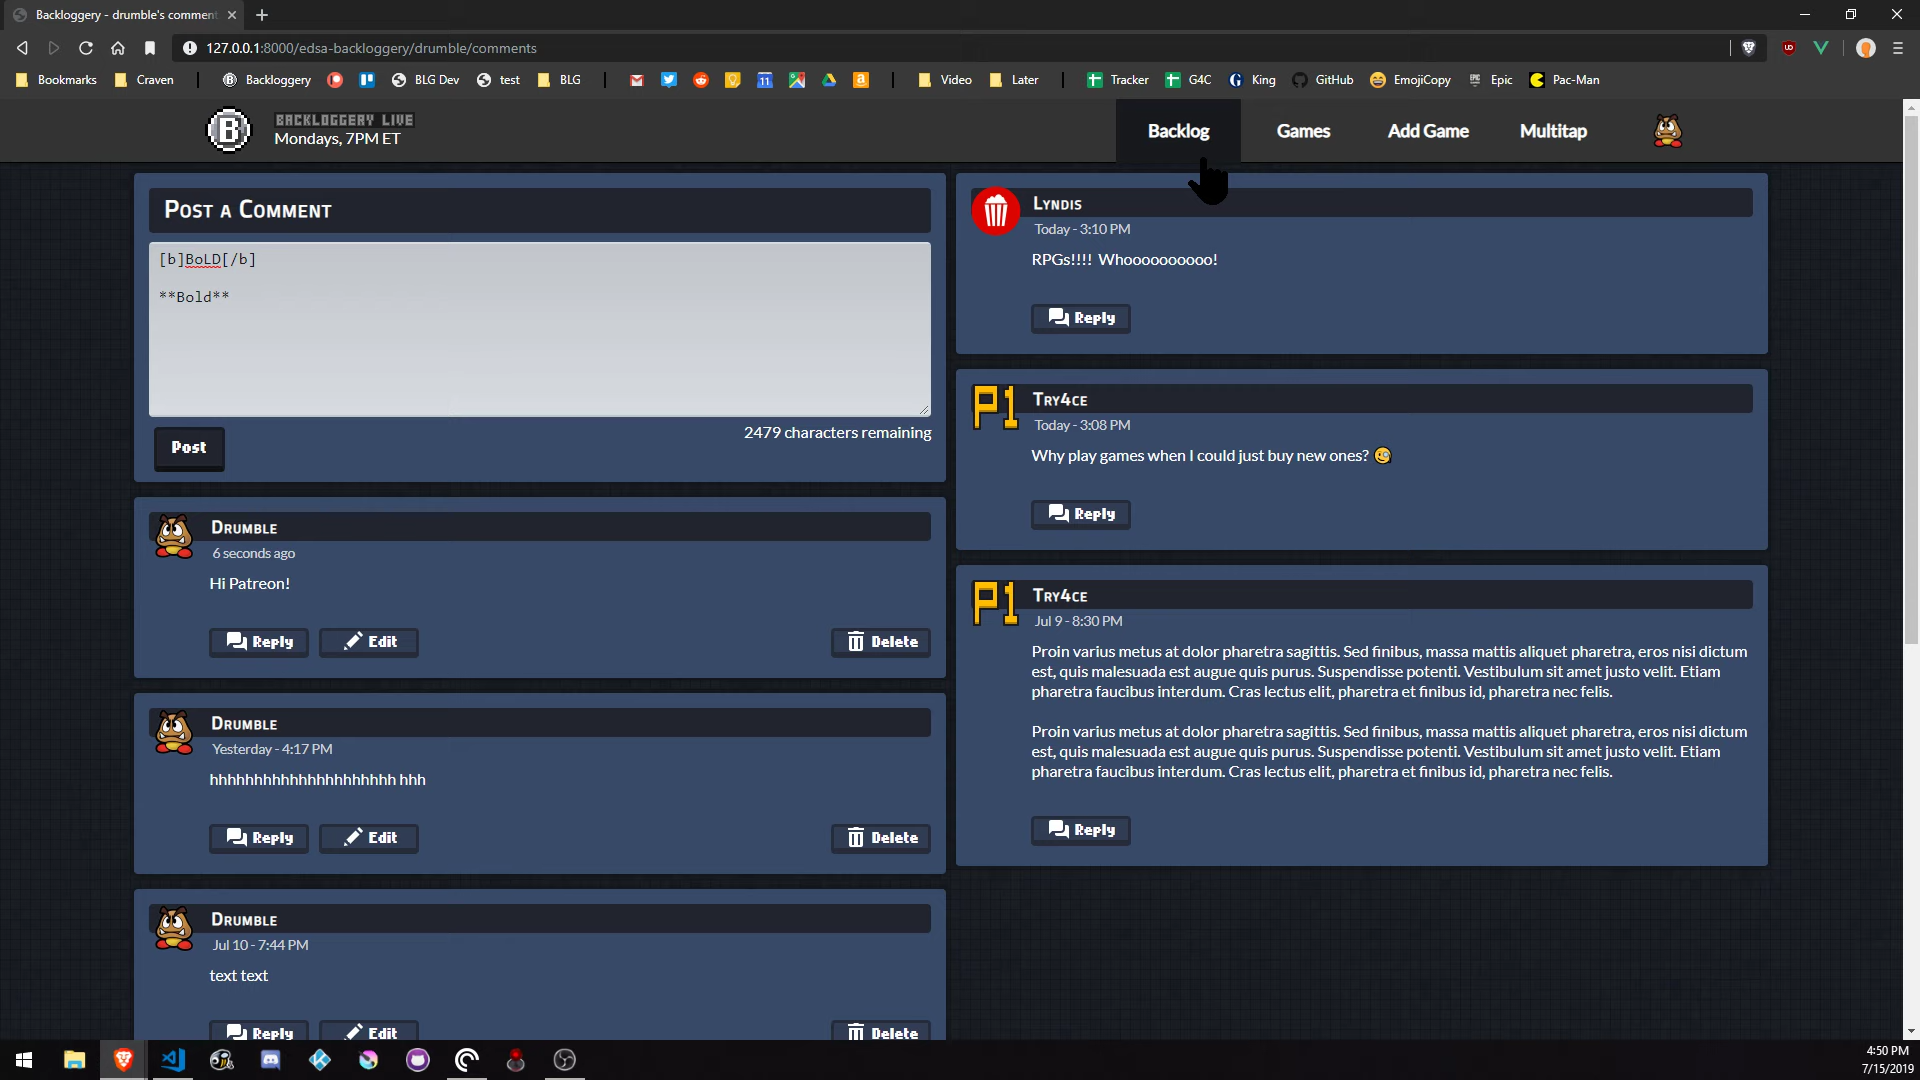 Backloggery - drumble's comment
127.0.0.1:8000/edsa-backloggery/drumble/comments
Bookmarks Craven Backloggery BLG Dev test BLG 11 Video Later Tracker G4C King GitHub EmojiCopy Epic Pac-Man
B BACKLOGGERY LIVE
Mondays, 7PM ET
Backlog Games Add Game Multitap
Post a Comment
[b]BoLD[/b]
**Bold**
Post
2479 characters remaining
Drumble
6 seconds ago
Hi Patreon!
Reply Edit Delete
Drumble
Yesterday - 4:17 PM
hhhhhhhhhhhhhhhhhhhhh hhh
Reply Edit Delete
Drumble
Jul 10 - 7:44 PM
text text
Reply Edit Delete
Lyndis
Today - 3:10 PM
RPGs!!!! Whoooooooooo!
Reply
P1 Try4ce
Today - 3:08 PM
Why play games when I could just buy new ones? 🧐
Reply
P1 Try4ce
Jul 9 - 8:30 PM
Proin varius metus at dolor pharetra sagittis. Sed finibus, massa mattis aliquet pharetra, eros nisi dictum
est, quis malesuada est augue quis purus. Suspendisse potenti. Vestibulum sit amet justo velit. Etiam
pharetra faucibus interdum. Cras lectus elit, pharetra et finibus id, pharetra nec felis.
Proin varius metus at dolor pharetra sagittis. Sed finibus, massa mattis aliquet pharetra, eros nisi dictum
est, quis malesuada est augue quis purus. Suspendisse potenti. Vestibulum sit amet justo velit. Etiam
pharetra faucibus interdum. Cras lectus elit, pharetra et finibus id, pharetra nec felis.
Reply
4:50 PM
7/15/2019